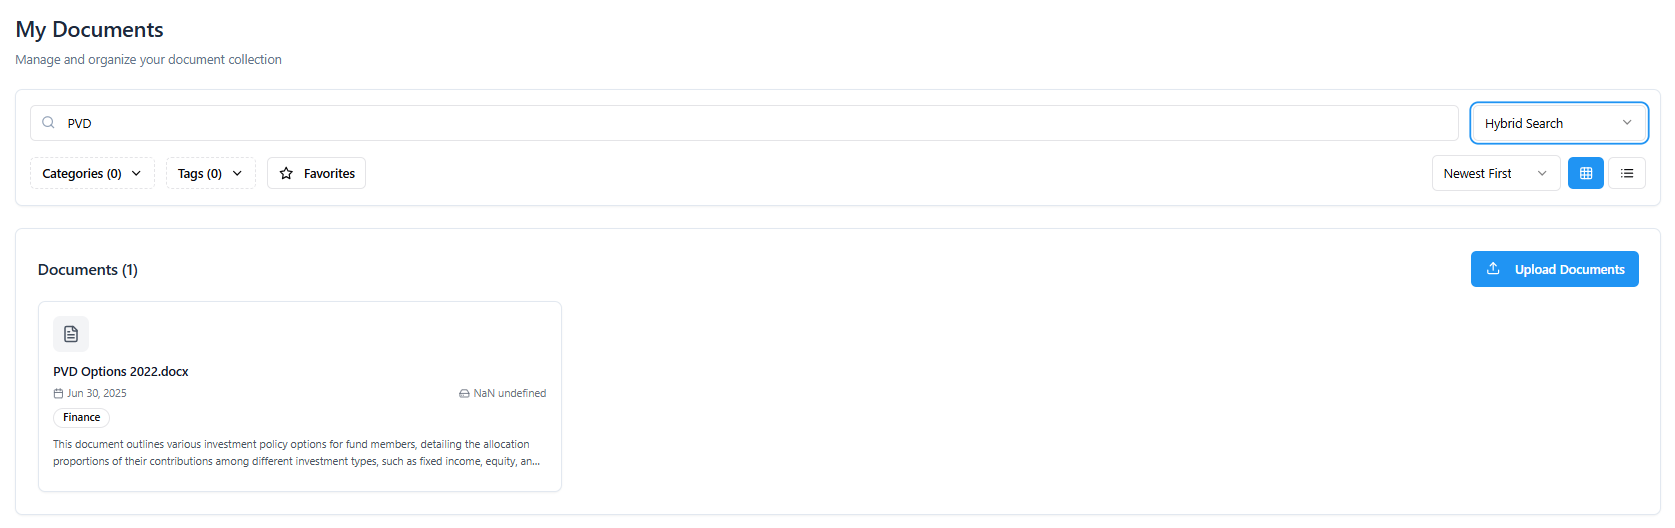 My Documents
Manage and organize your document collection
PVD
Hybrid Search
Categories (0)
Tags (0)
Favorites
Newest First
Documents (1)
Upload Documents
PVD Options 2022.docx
Jun 30, 2025
NaN undefined
Finance
This document outlines various investment policy options for fund members, detailing the allocation
proportions of their contributions among different investment types, such as fixed income, equity, an...